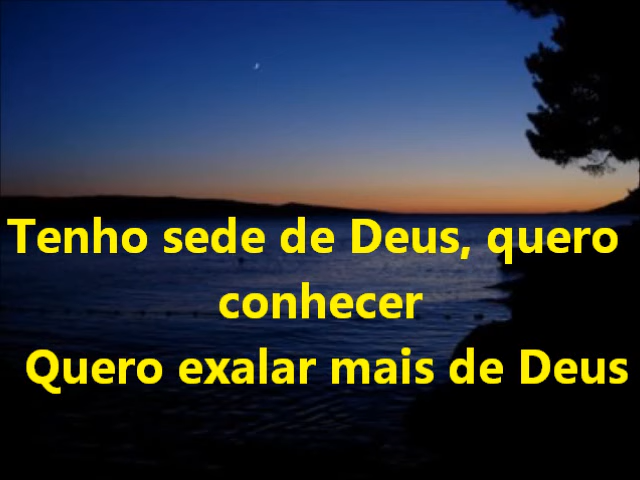 Tenho sede de Deus, quero
conhecer
Quero exalar mais de Deus